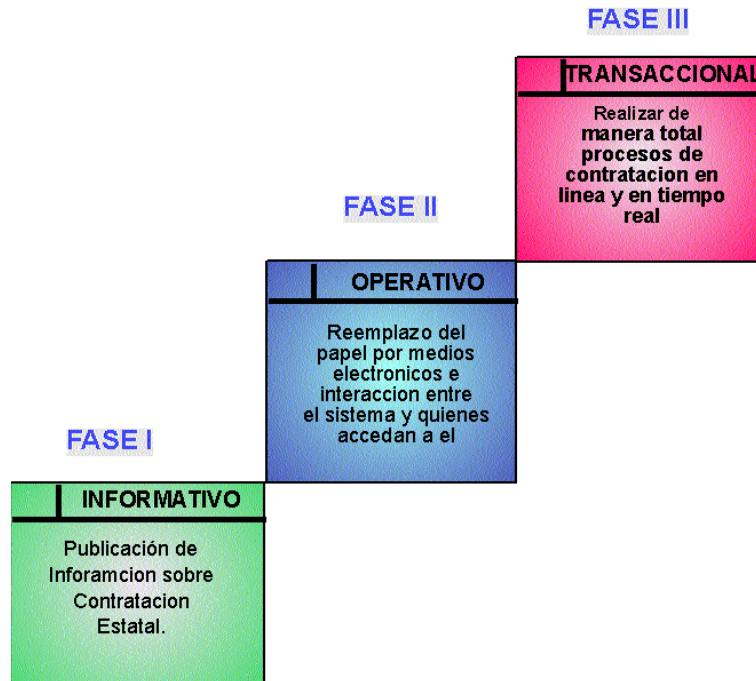 FASE III
TRANSACCIONAL
Realizar de
manera total
procesos de
contratacion en
linea y en tiempo
real
FASE II
OPERATIVO
Reemplazo del
papel por medios
electronicos e
interaccion entre
el sistema y quienes
accedan a el
FASE I
INFORMATIVO
Publicación de
Inforamcion sobre
Contratacion
Estatal.